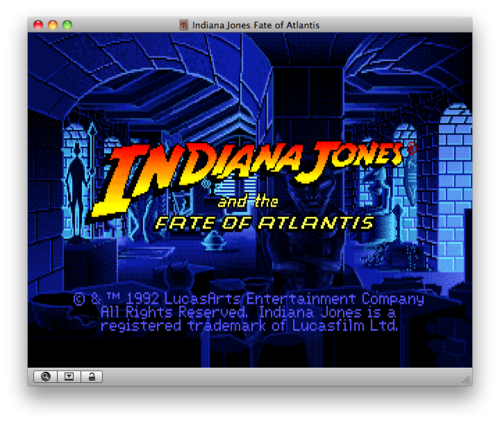 Indiana Jones Fate of Atlantis
INDIANA JONES®
and the
FATE OF ATLANTIS
© & ™ 1992 LucasArts Entertainment Company
All Rights Reserved. Indiana Jones is a
registered trademark of Lucasfilm Ltd.